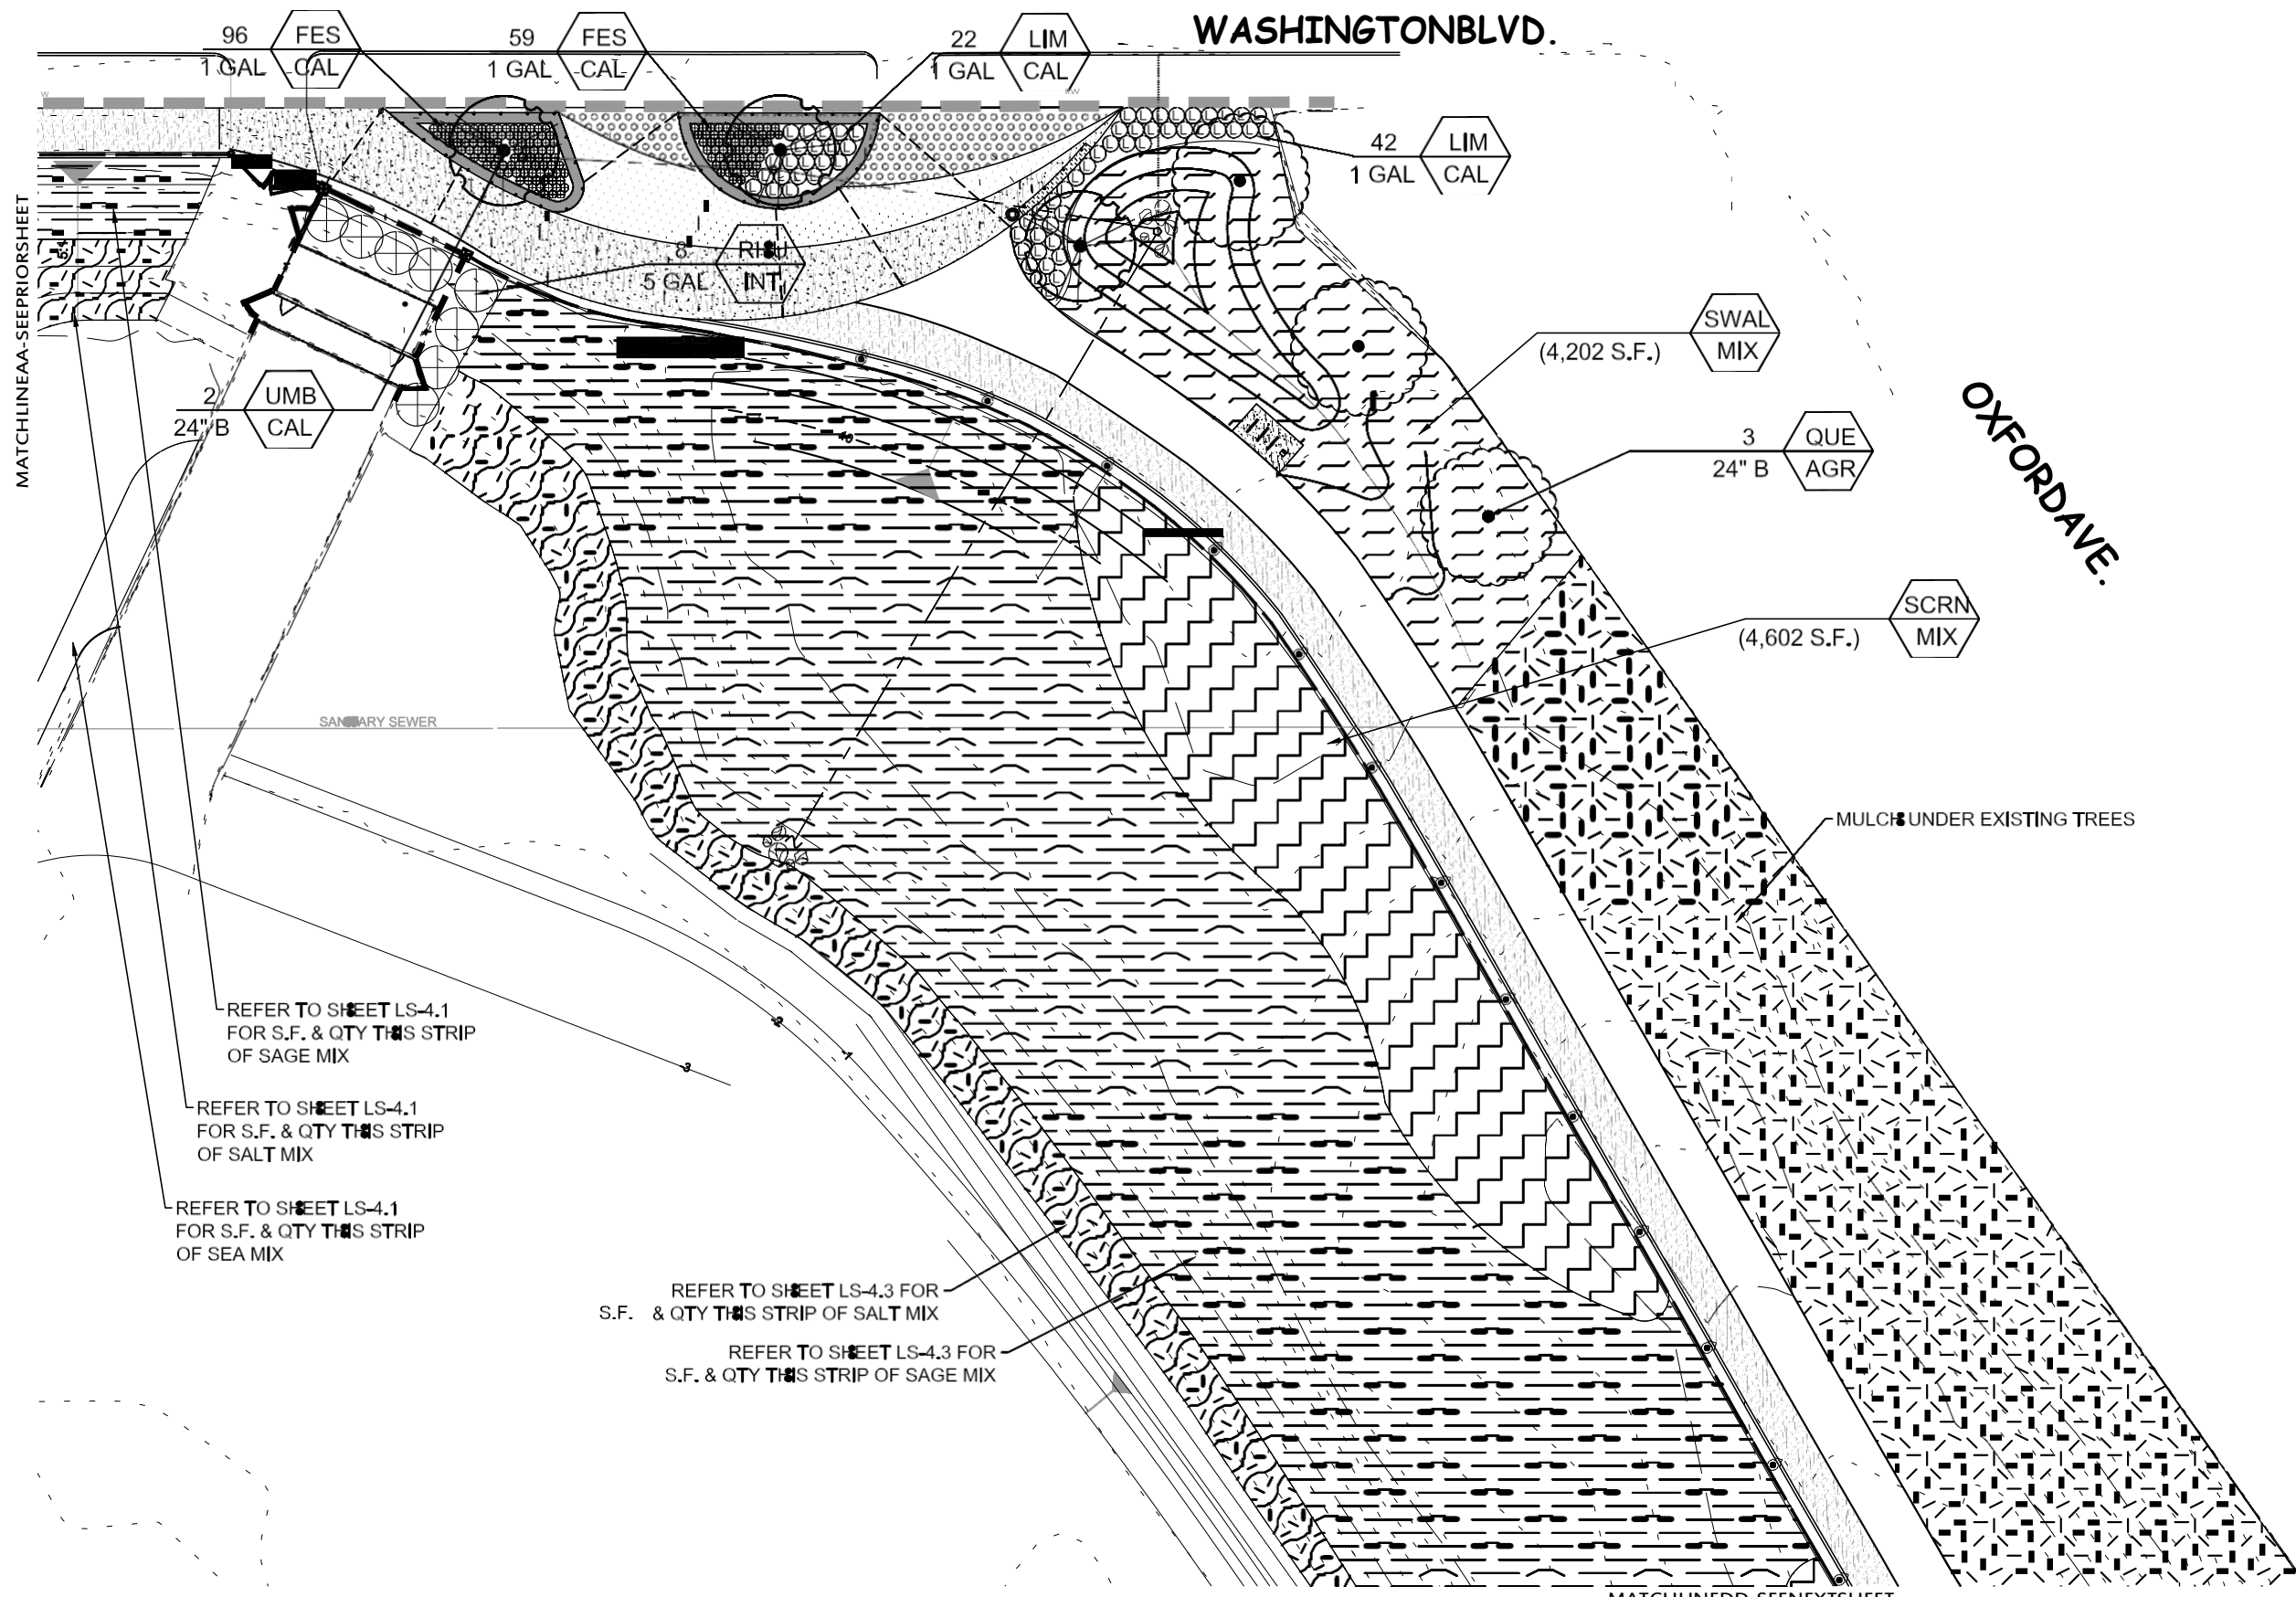 WASHINGTONBLVD.
96 FES
1 GAL CAL
59 FES
1 GAL CAL
22 LIM
1 GAL CAL
42 LIM
1 GAL CAL
8
5 GAL INT
MATCHLINEAA-SEEPRIORSHEET
SWAL
(4,202 S.F.) MIX
2 UMB
24" B CAL
OXFORDAVE.
3 QUE
24" B AGR
SCRN
(4,602 S.F.) MIX
SEWER
MULCH UNDER EXISTING TREES
REFER TO SHEET LS-4.1
FOR S.F. & QTY THIS STRIP
OF SAGE MIX
REFER TO SHEET LS-4.1
FOR S.F. & QTY THIS STRIP
OF SALT MIX
REFER TO SHEET LS-4.1
FOR S.F. & QTY THIS STRIP
OF SEA MIX
-3
-2
-1
REFER TO SHEET LS-4.3 FOR
S.F. & QTY THIS STRIP OF SALT MIX
REFER TO SHEET LS-4.3 FOR
S.F. & QTY THIS STRIP OF SAGE MIX